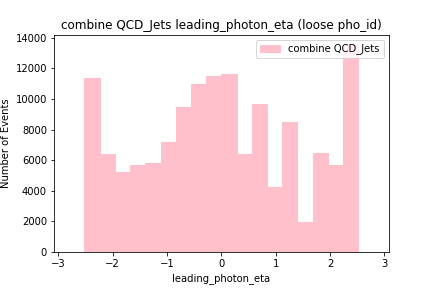 combine QCD_Jets leading_photon_eta (loose pho_id)
combine QCD_Jets
14000
12000
10000
8000
6000
4000
2000
0
Number of Events
−3 −2 −1 0 1 2 3
leading_photon_eta